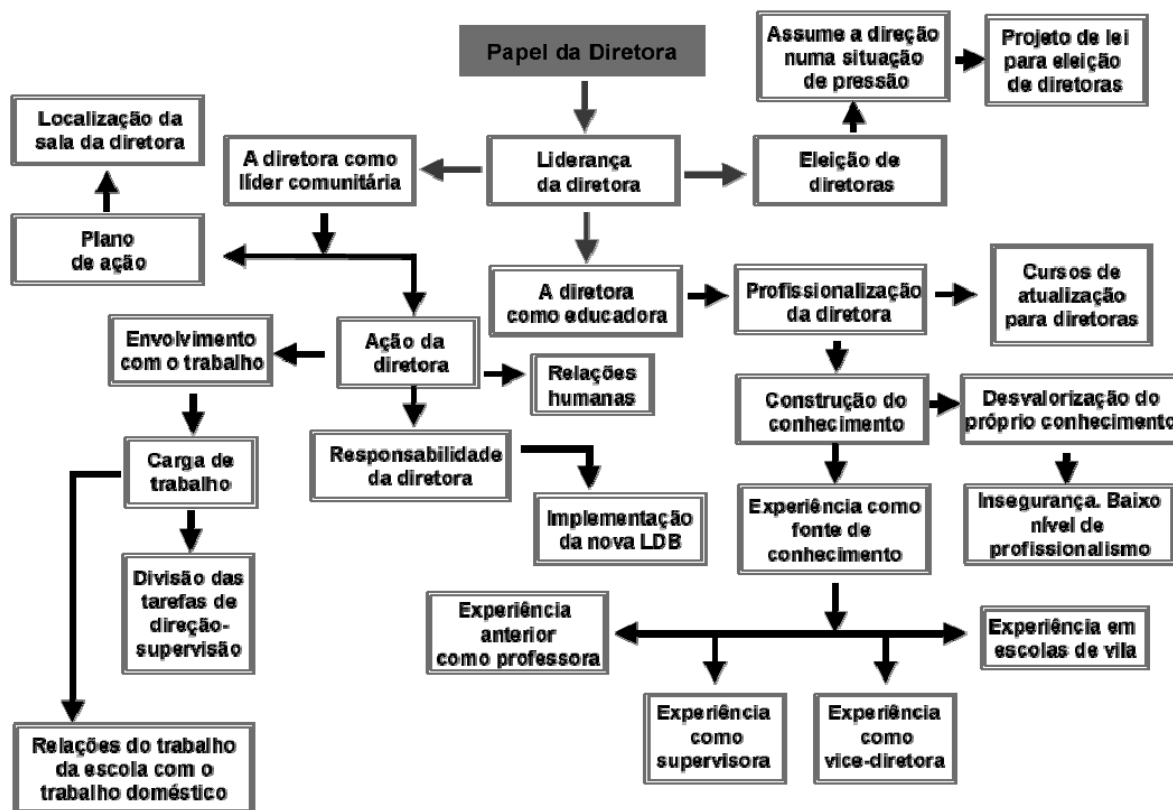 Papel da Diretora
Assume a direção
numa situação
de pressão
Projeto de lei
para eleição
de diretoras
Localização da
sala da diretora
A diretora como
líder comunitária
Liderança
da diretora
Eleição de
diretoras
Plano
de ação
A diretora
como educadora
Profissionalização
da diretora
Cursos de
atualização
para diretoras
Envolvimento
com o trabalho
Ação da
diretora
Relações
humanas
Construção do
conhecimento
Desvalorização do
próprio conhecimento
Carga de
trabalho
Responsabilidade
da diretora
Implementação
da nova LDB
Experiência como
fonte de
conhecimento
Insegurança. Baixo
nível de
profissionalismo
Divisão das
tarefas de
direção-
supervisão
Experiência
anterior
como professora
Experiência em
escolas de vila
Experiência
como
supervisora
Experiência
como
vice-diretora
Relações do trabalho
da escola com o
trabalho doméstico